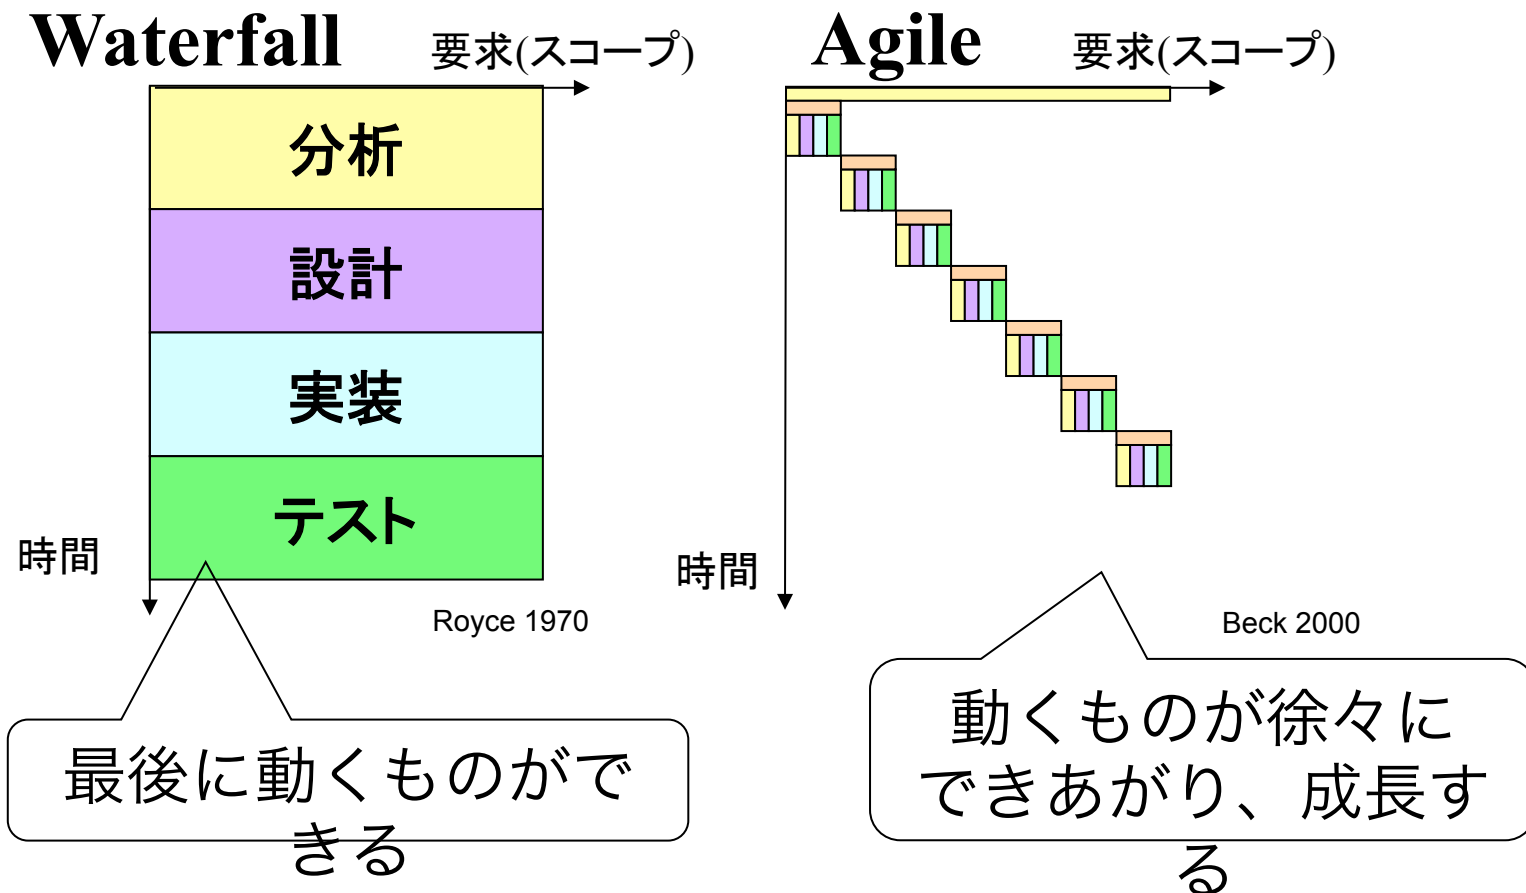 Waterfall
要求(スコープ)
分析
設計
実装
テスト
時間
Royce 1970
最後に動くものがで
きる
Agile
要求(スコープ)
時間
Beck 2000
動くものが徐々に
できあがり、成長す
る